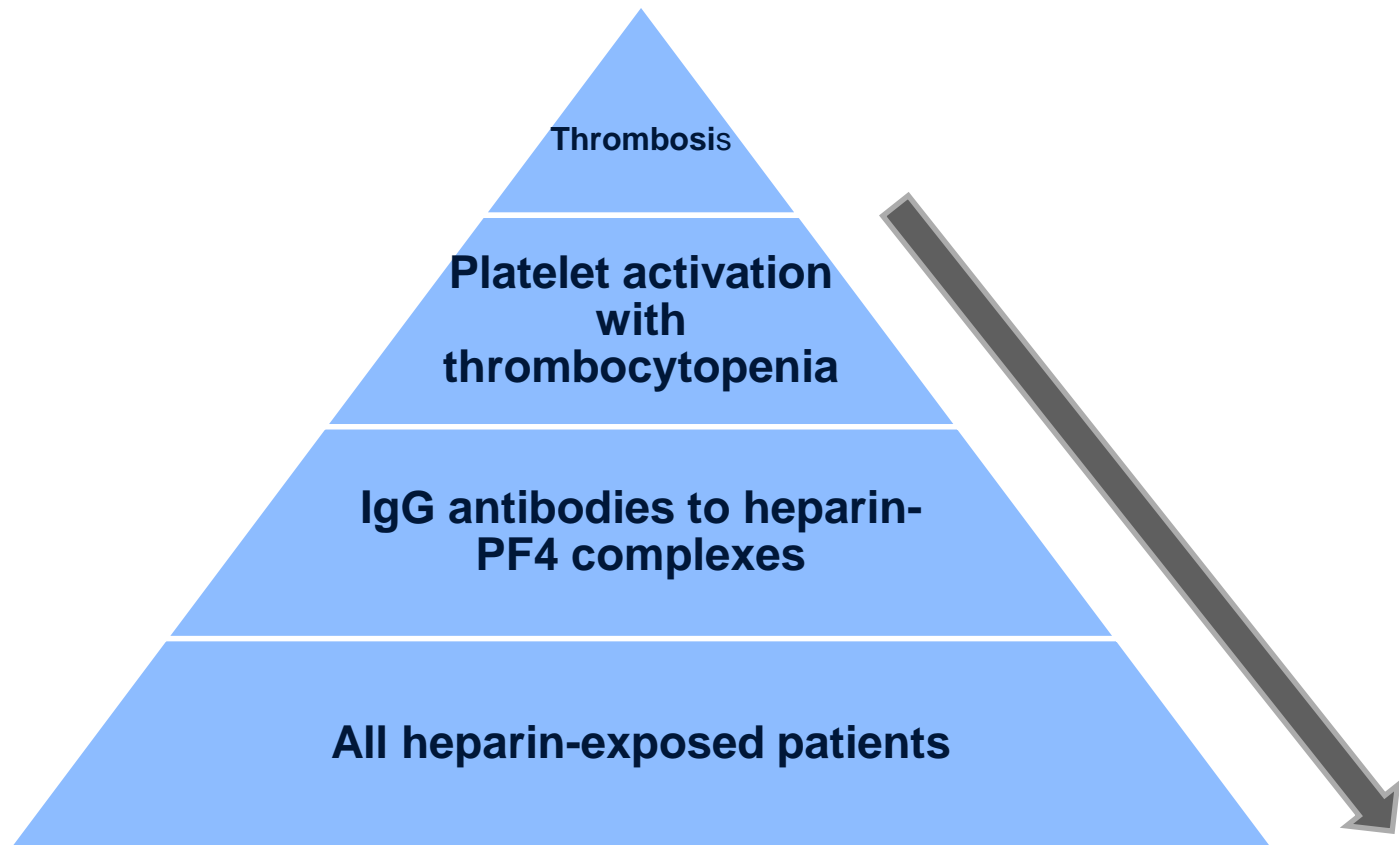 Thrombosis
Platelet activation
with
thrombocytopenia
IgG antibodies to heparin-
PF4 complexes
All heparin-exposed patients